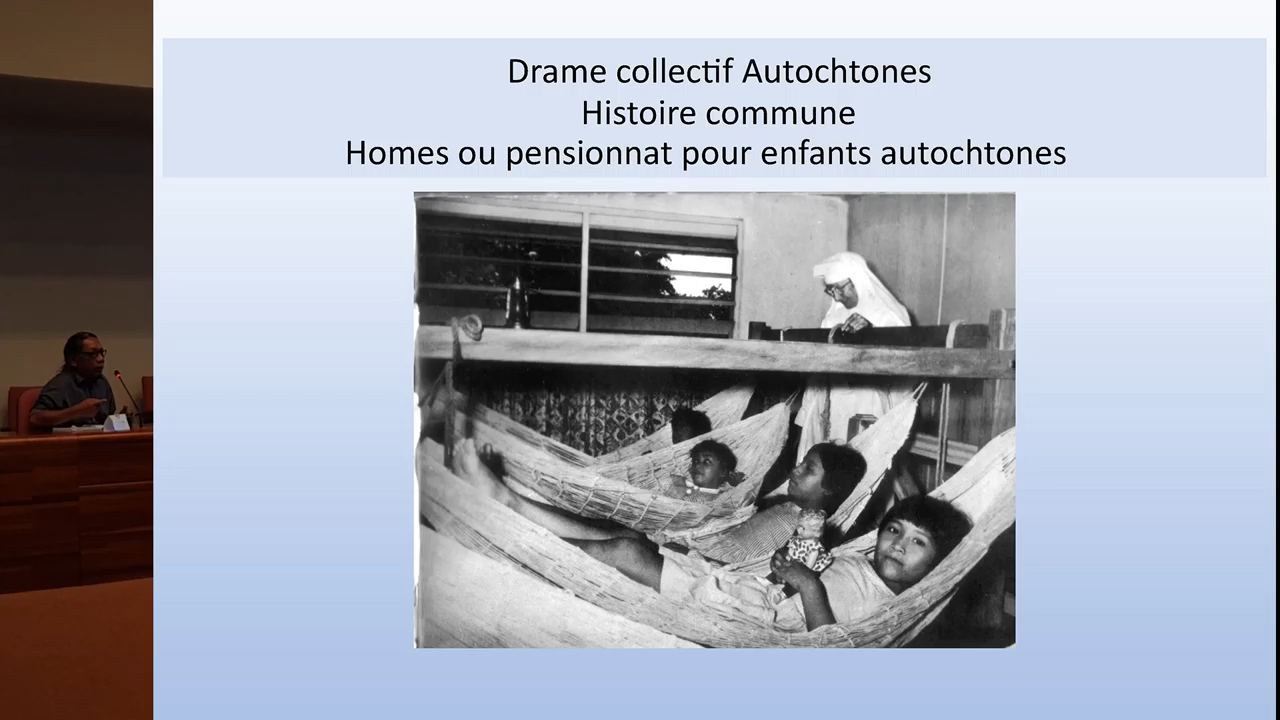 Drame collectif Autochtones
Histoire commune
Homes ou pensionnat pour enfants autochtones